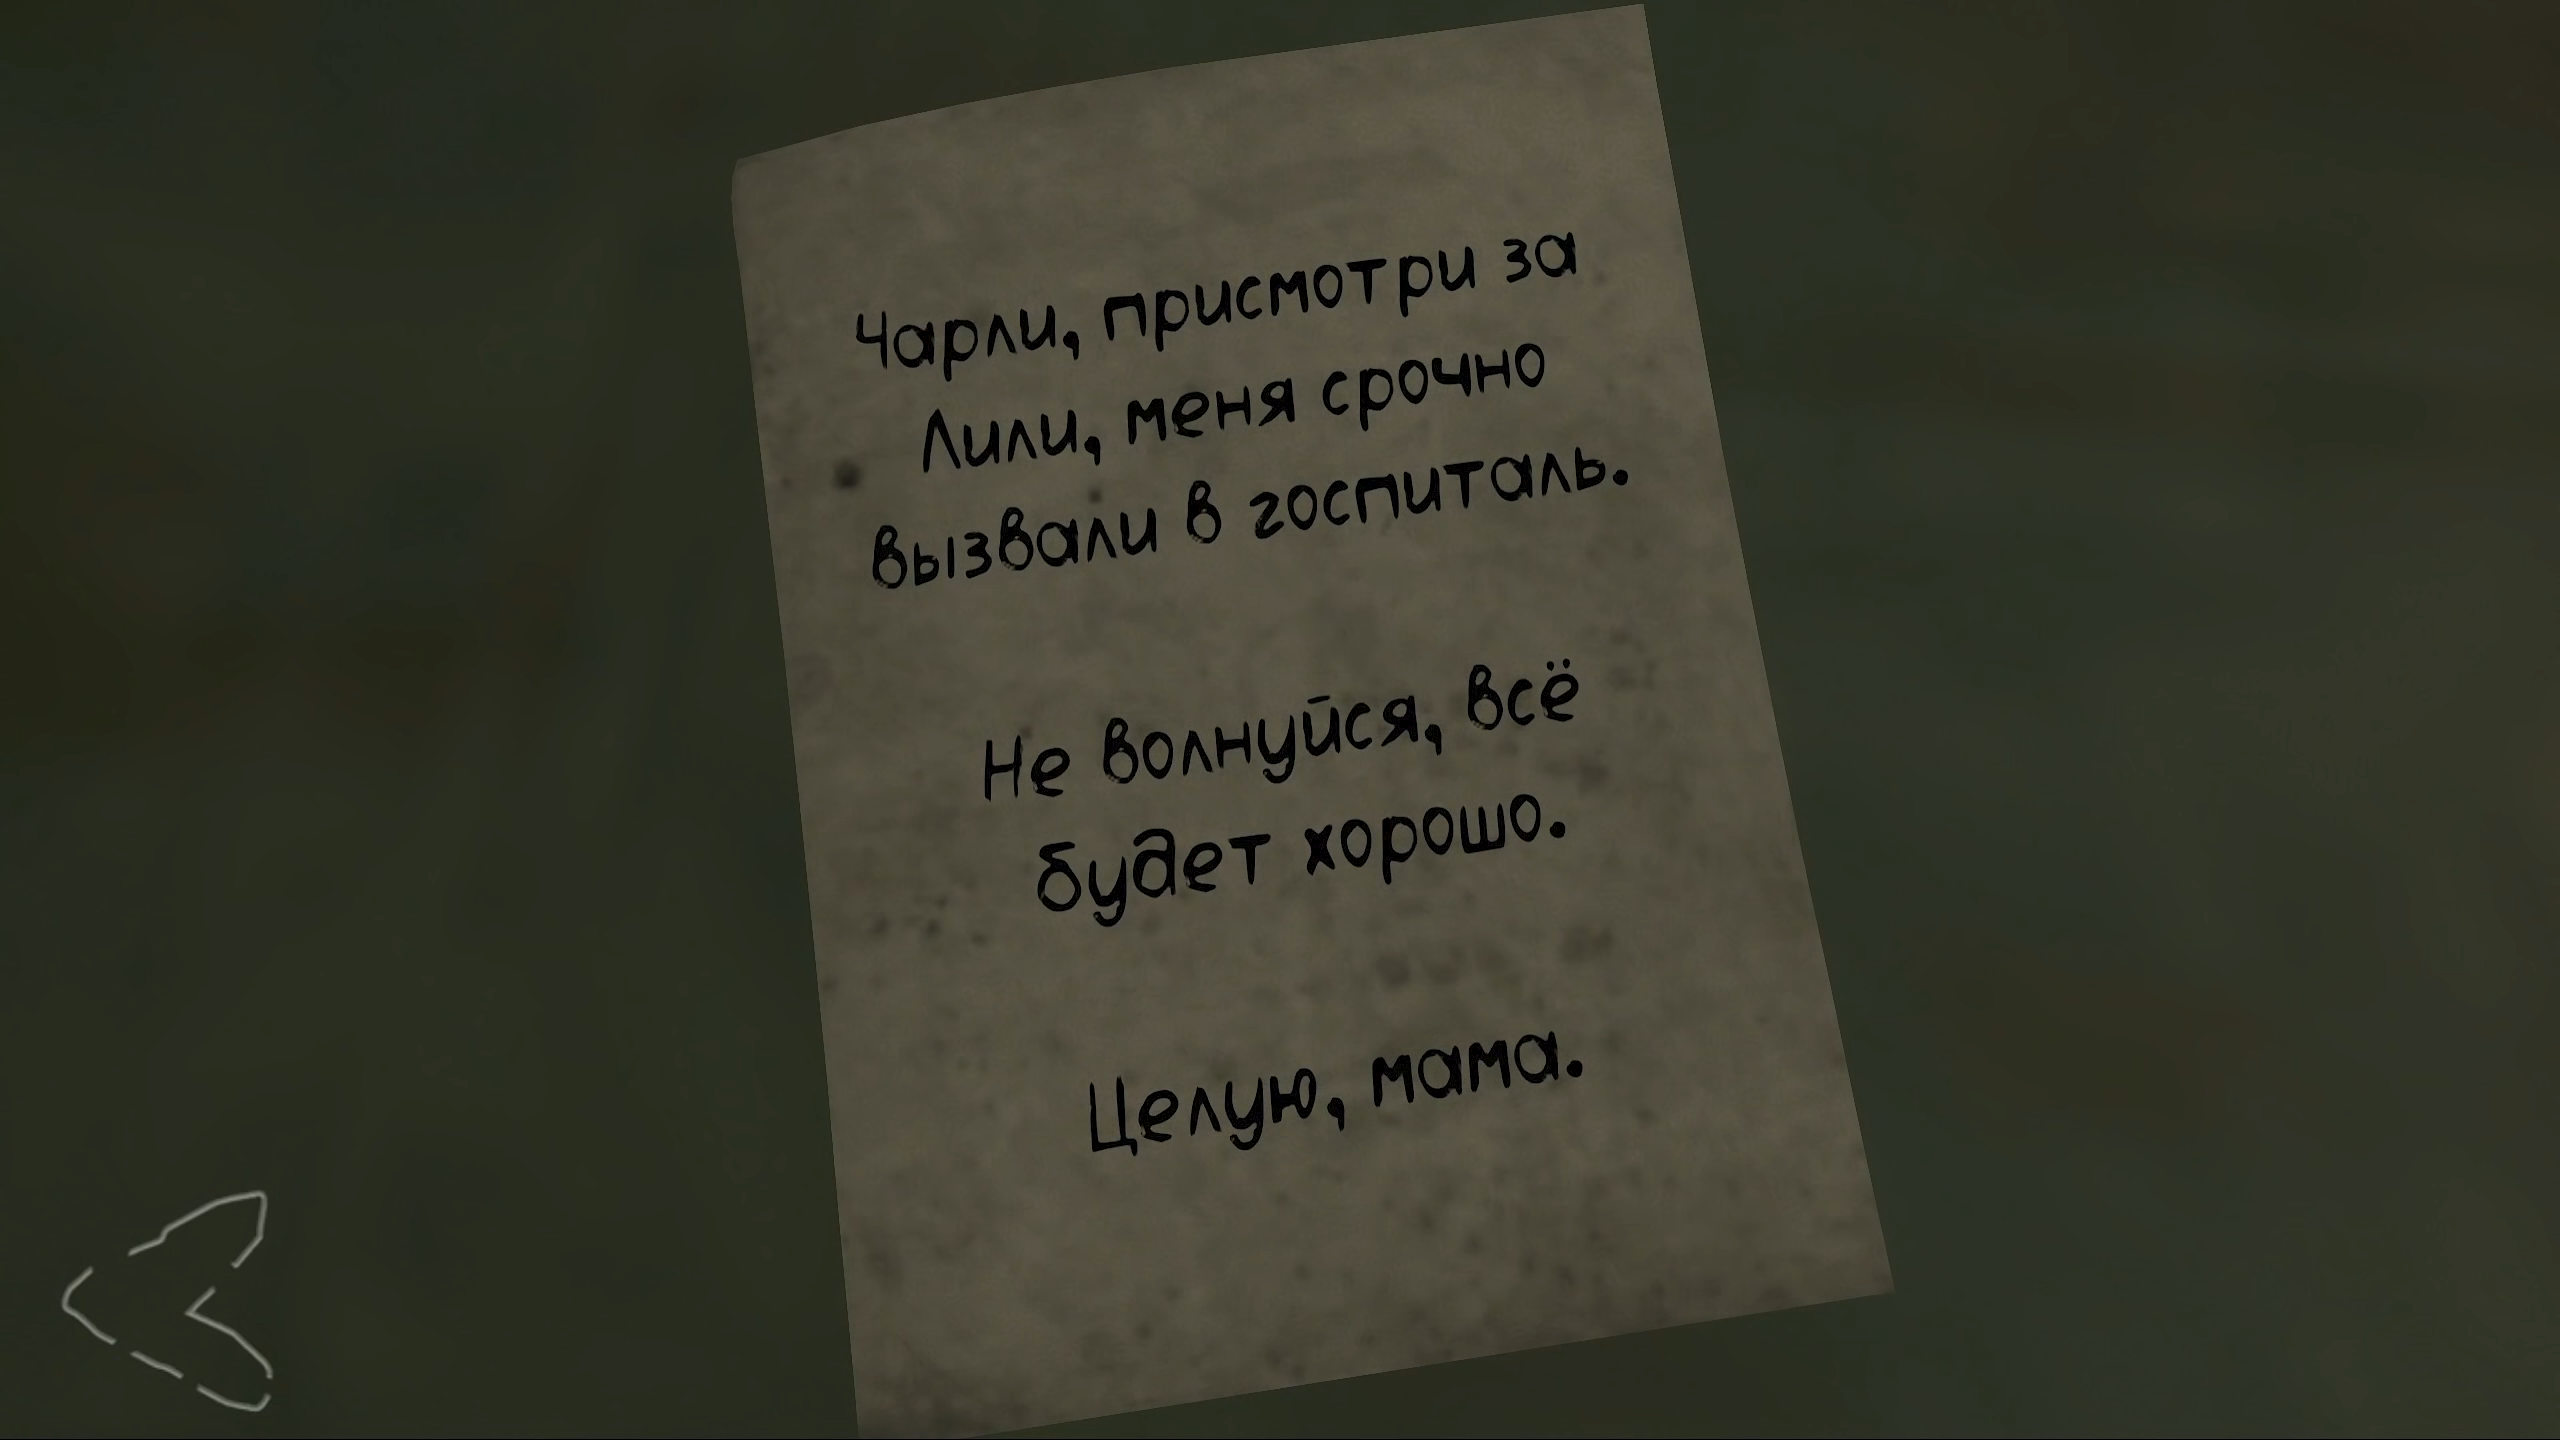 Чарли, присмотри за
Лили, меня срочно
вызвали в госпиталь.
Не волнуйся, всё
будет хорошо.
Целую, мама.